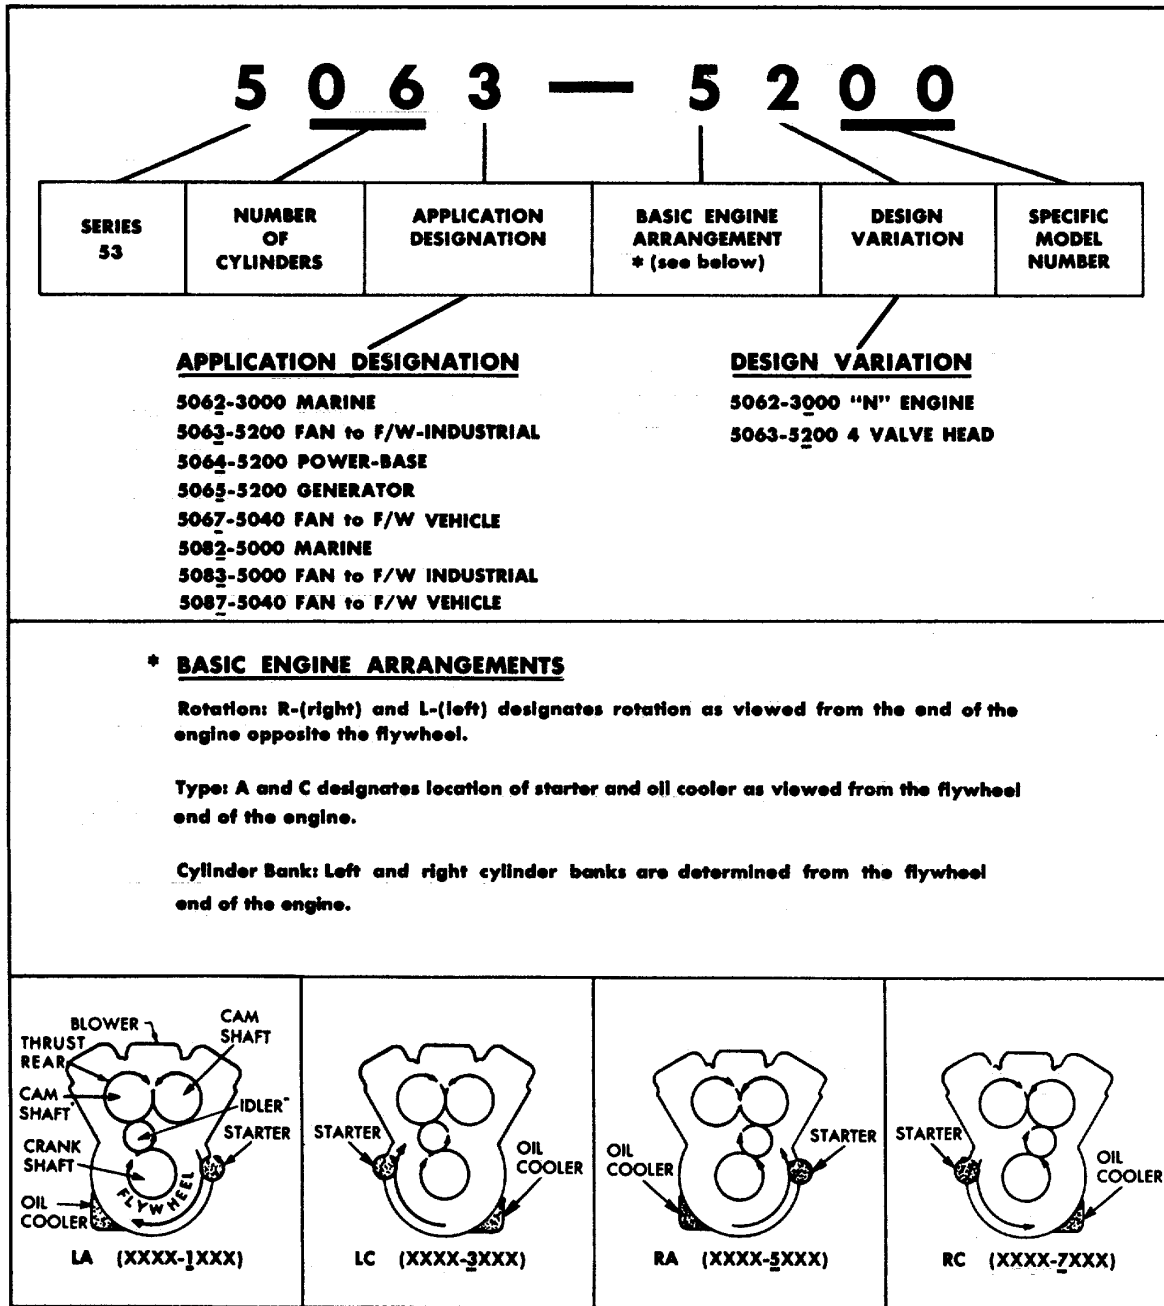 5 0 6 3 — 5 2 0 0
SERIES
53
NUMBER
OF
CYLINDERS
APPLICATION
DESIGNATION
BASIC ENGINE
ARRANGEMENT
* (see below)
DESIGN
VARIATION
SPECIFIC
MODEL
NUMBER
APPLICATION DESIGNATION
5062-3000 MARINE
5063-5200 FAN to F/W-INDUSTRIAL
5064-5200 POWER-BASE
5065-5200 GENERATOR
5067-5040 FAN to F/W VEHICLE
5082-5000 MARINE
5083-5000 FAN to F/W INDUSTRIAL
5087-5040 FAN to F/W VEHICLE
DESIGN VARIATION
5062-3000 "N" ENGINE
5063-5200 4 VALVE HEAD
* BASIC ENGINE ARRANGEMENTS
Rotation: R-(right) and L-(left) designates rotation as viewed from the end of the
engine opposite the flywheel.
Type: A and C designates location of starter and oil cooler as viewed from the flywheel
end of the engine.
Cylinder Bank: Left and right cylinder banks are determined from the flywheel
end of the engine.
BLOWER
CAM
SHAFT
THRUST
REAR
CAM
SHAFT
IDLER
STARTER
CRANK
SHAFT
FLYWHEEL
OIL
COOLER
LA (XXXX-1XXX)
STARTER
OIL
COOLER
LC (XXXX-3XXX)
OIL
COOLER
STARTER
RA (XXXX-5XXX)
STARTER
OIL
COOLER
RC (XXXX-7XXX)